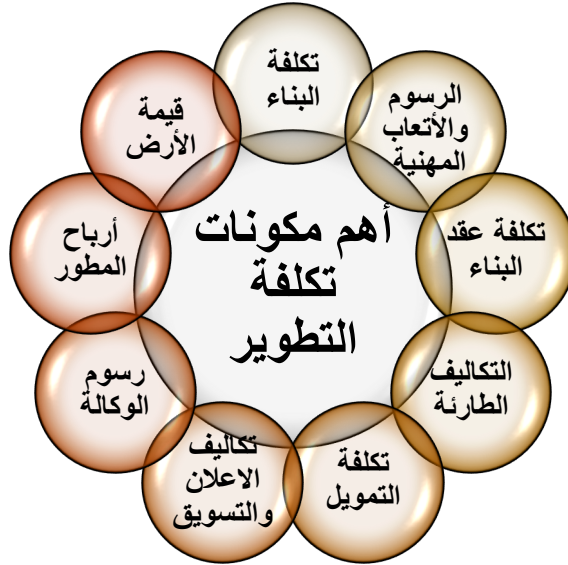 أهم مكونات
تكلفة
التطوير
تكلفة
البناء
الرسوم
والأتعاب
المهنية
تكلفة عقد
البناء
التكاليف
الطارئة
تكلفة
التمويل
تكاليف
الاعلان
والتسويق
رسوم
الوكالة
أرباح
المطور
قيمة
الأرض